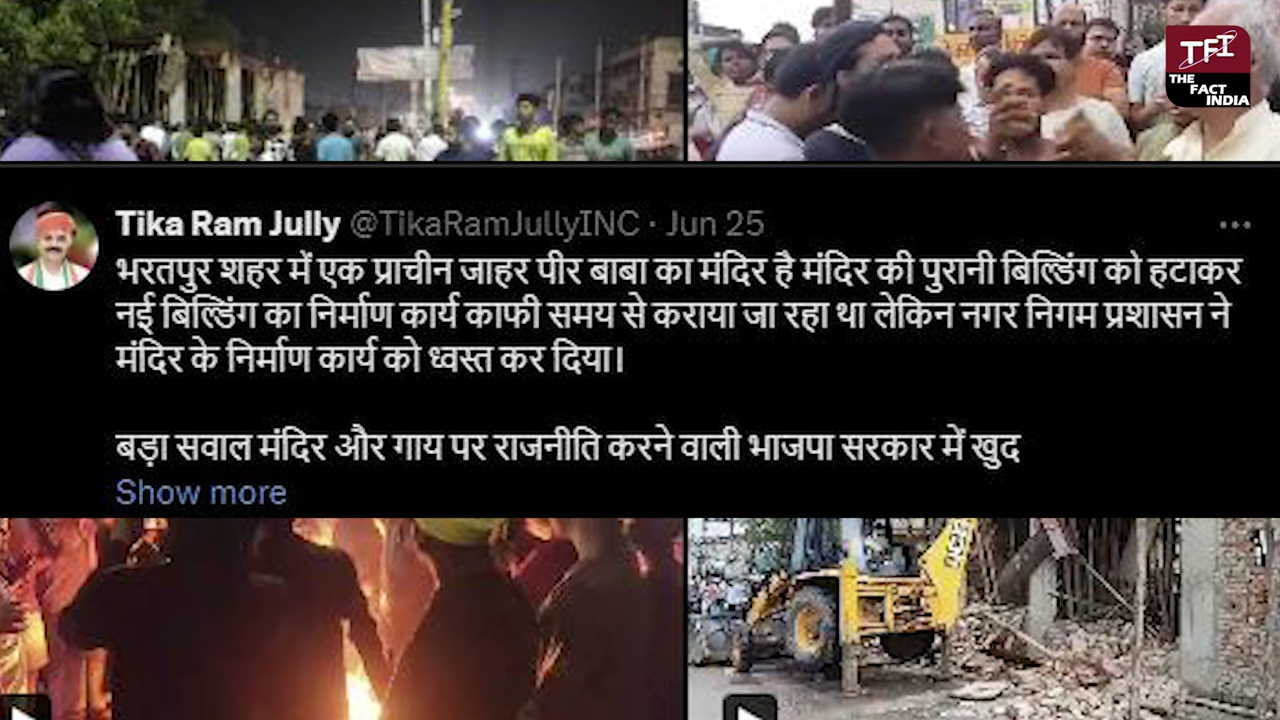 TFI
THE
FACT
INDIA
Tika Ram Jully @TikaRamJullyINC · Jun 25
भरतपुर शहर में एक प्राचीन जाहर पीर बाबा का मंदिर है मंदिर की पुरानी बिल्डिंग को हटाकर
नई बिल्डिंग का निर्माण कार्य काफी समय से कराया जा रहा था लेकिन नगर निगम प्रशासन ने
मंदिर के निर्माण कार्य को ध्वस्त कर दिया।
बड़ा सवाल मंदिर और गाय पर राजनीति करने वाली भाजपा सरकार में खुद
Show more
JCB